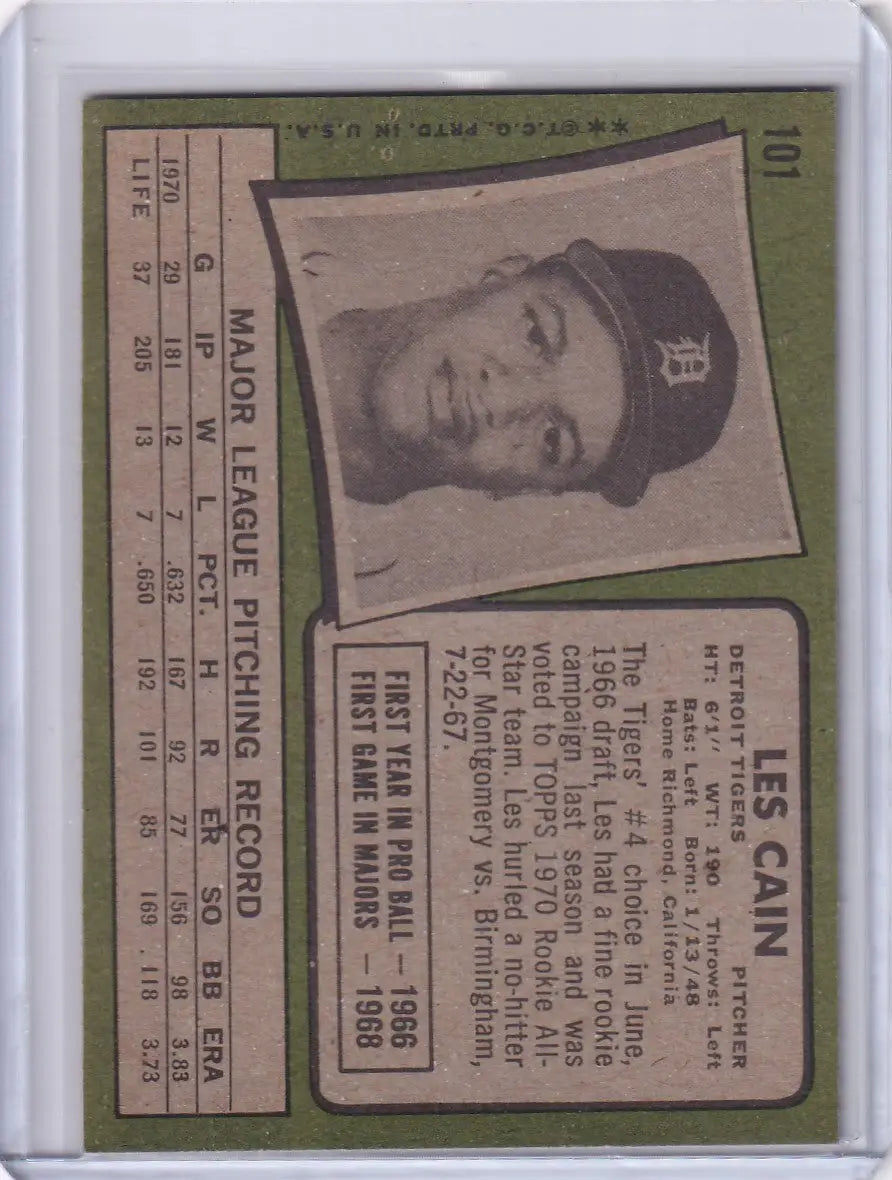 101
**©T.C.G. PRTD. IN U.S.A.
LES CAIN
DETROIT TIGERS PITCHER
HT: 6'1" WT: 190 Throws: Left
Bats: Left Born: 1/13/48
Home Richmond, California
The Tigers' #4 choice in June,
1966 draft, Les had a fine rookie
campaign last season and was
voted to TOPPS 1970 Rookie All-
Star team. Les hurled a no-hitter
for Montgomery vs. Birmingham,
7-22-67.
FIRST YEAR IN PRO BALL — 1966
FIRST GAME IN MAJORS — 1968
MAJOR LEAGUE PITCHING RECORD
G IP W L PCT. H R ER SO BB ERA
1970 29 181 12 7 .632 167 92 77 156 98 3.83
LIFE 37 205 13 7 .650 192 101 85 169 118 3.73
D